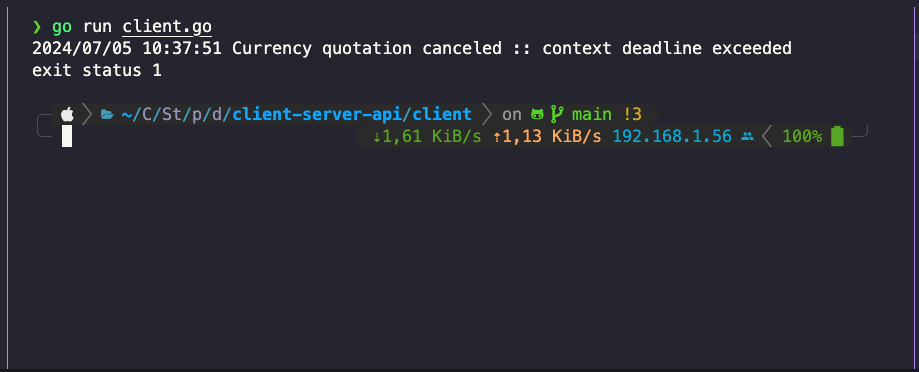 ❯ go run client.go
2024/07/05 10:37:51 Currency quotation canceled :: context deadline exceeded
exit status 1
~/C/St/p/d/client-server-api/client on main !3
↓1,61 KiB/s ↑1,13 KiB/s 192.168.1.56 100%